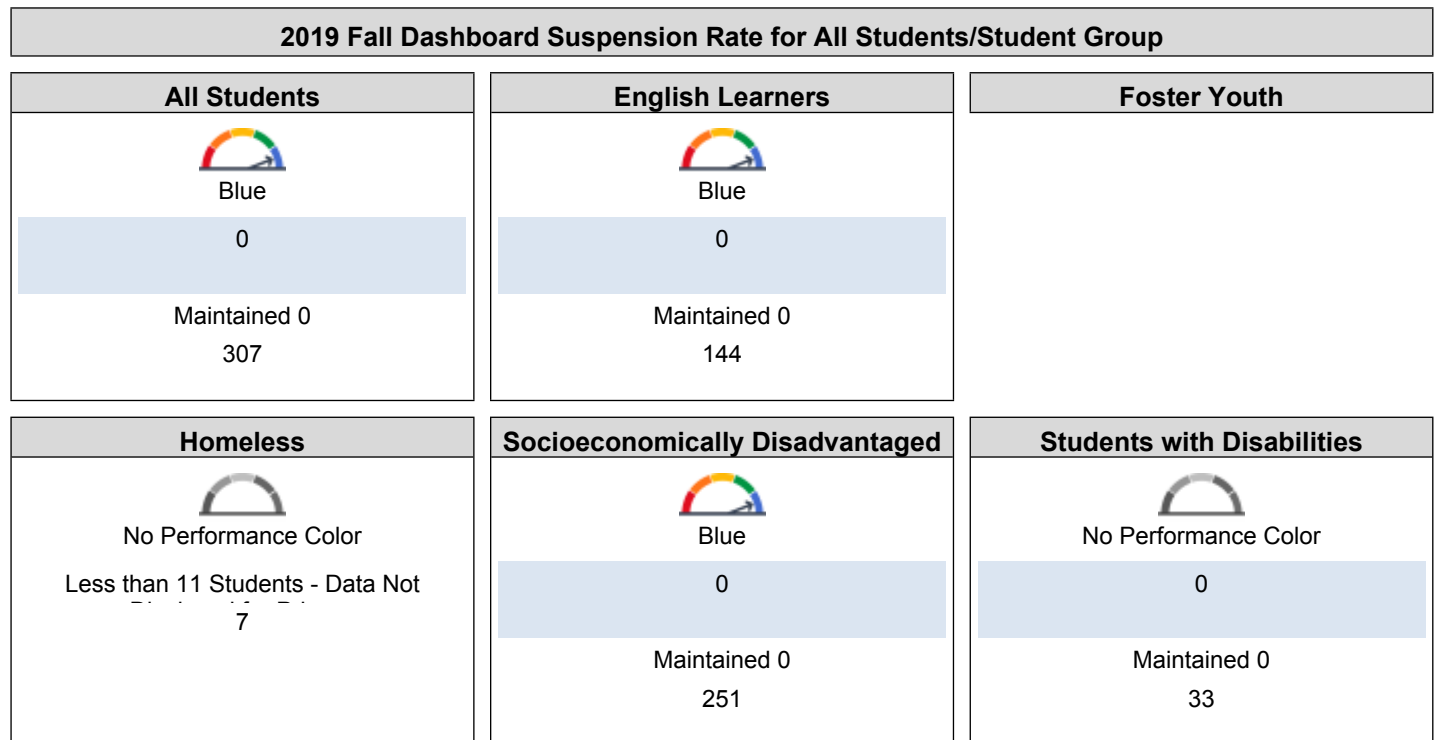 2019 Fall Dashboard Suspension Rate for All Students/Student Group
All Students
Blue
0
Maintained 0
307
English Learners
Blue
0
Maintained 0
144
Foster Youth
Homeless
No Performance Color
Less than 11 Students - Data Not
7
Socioeconomically Disadvantaged
Blue
0
Maintained 0
251
Students with Disabilities
No Performance Color
0
Maintained 0
33